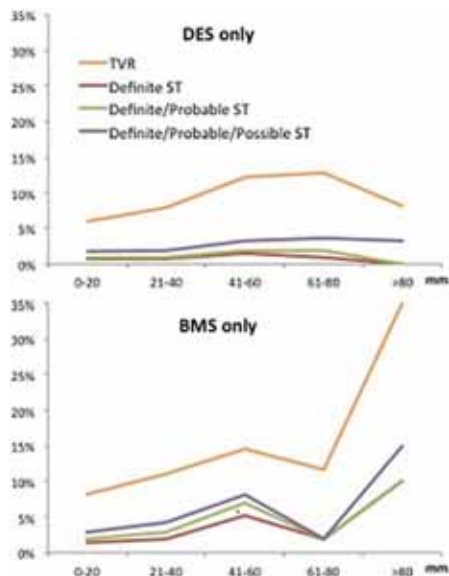 35%
DES only
30%
TVR
Definite ST
25%
Definite/Probable ST
20%
Definite/Probable/Possible ST
15%
10%
5%
0%
0-20 21-40 41-60 61-80 >80 mm
35%
BMS only
30%
25%
20%
15%
10%
5%
0%
0-20 21-40 41-60 61-80 >80 mm